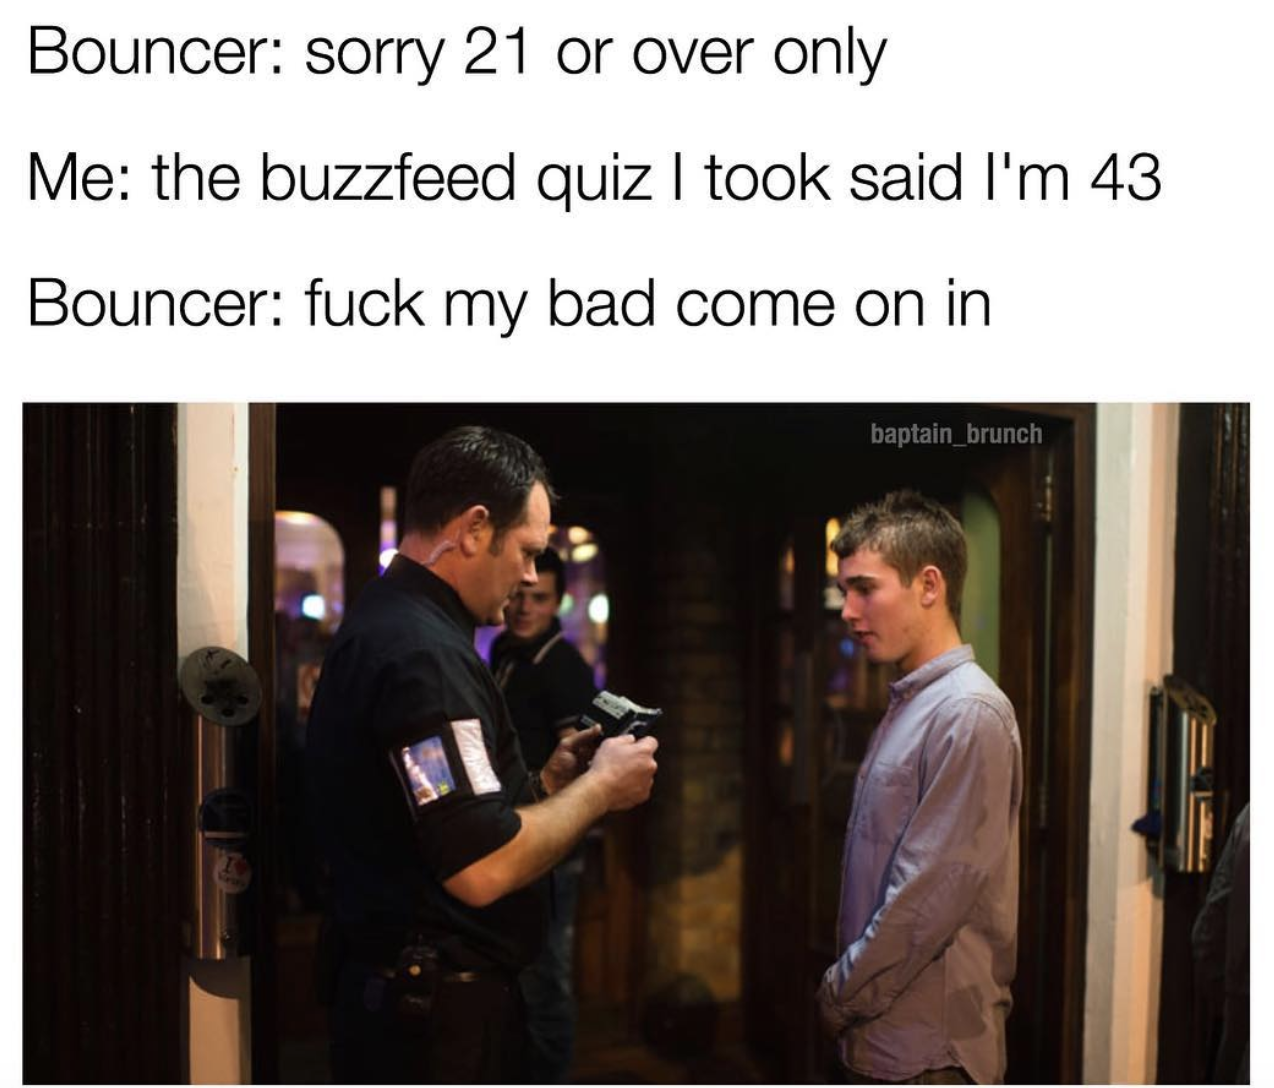 Bouncer: sorry 21 or over only
Me: the buzzfeed quiz I took said I'm 43
Bouncer: fuck my bad come on in
baptain_brunch
I